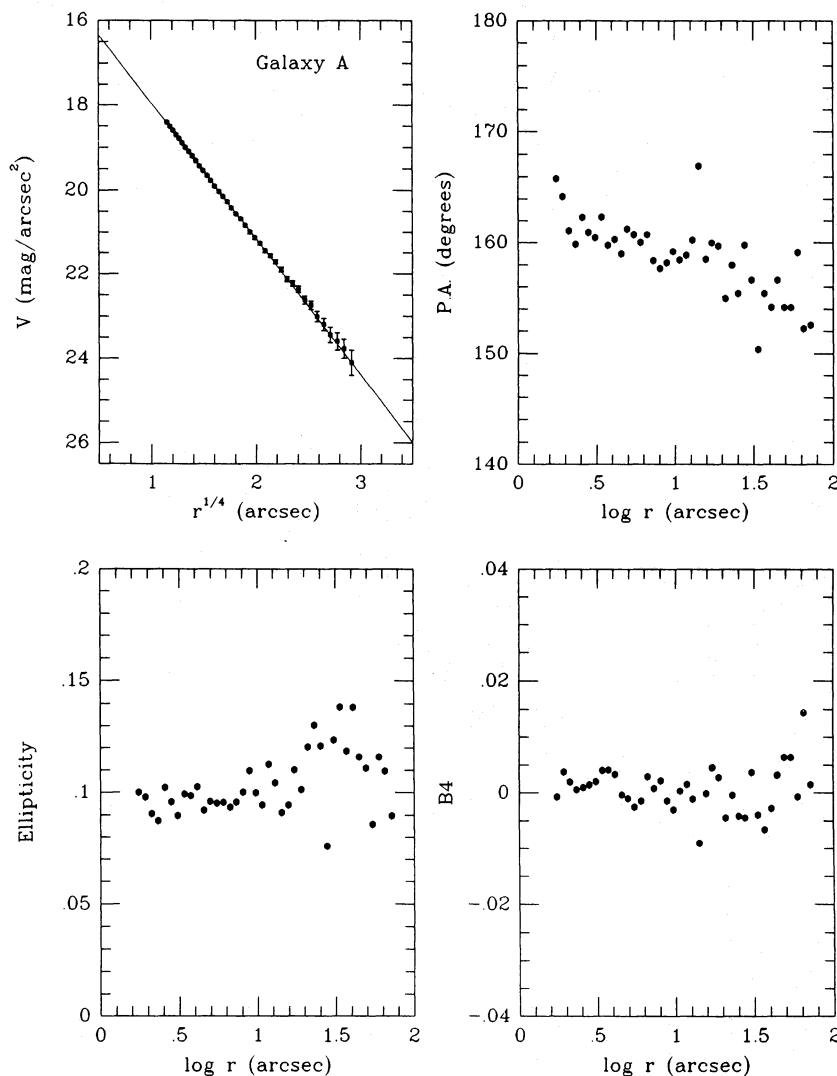 16
18
20
22
24
26
V (mag/arcsec²)
Galaxy A
1 2 3
r^1/4 (arcsec)
180
170
160
150
140
P.A. (degrees)
0 .5 1 1.5 2
log r (arcsec)
.2
.15
.1
.05
0
Ellipticity
0 .5 1 1.5 2
log r (arcsec)
.04
.02
0
-.02
-.04
B4
0 .5 1 1.5 2
log r (arcsec)